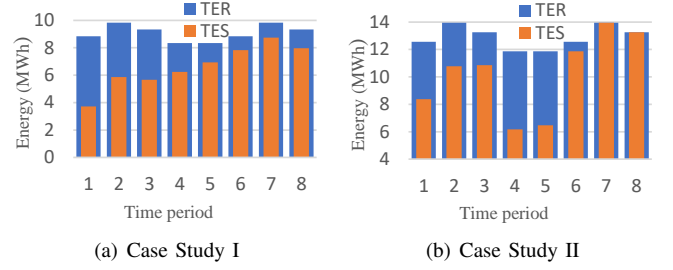 TER
TES
Energy (MWh)
10
8
6
4
2
0
1 2 3 4 5 6 7 8
Time period
(a) Case Study I
TER
TES
Energy (MWh)
14
12
10
8
6
4
1 2 3 4 5 6 7 8
Time period
(b) Case Study II